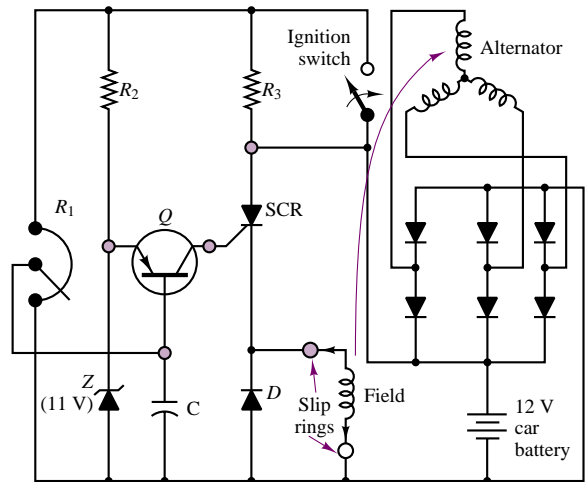 Ignition
switch
Alternator
R2
R3
R1
Q
SCR
Z
(11 V)
C
D
Slip
rings
Field
12 V
car
battery